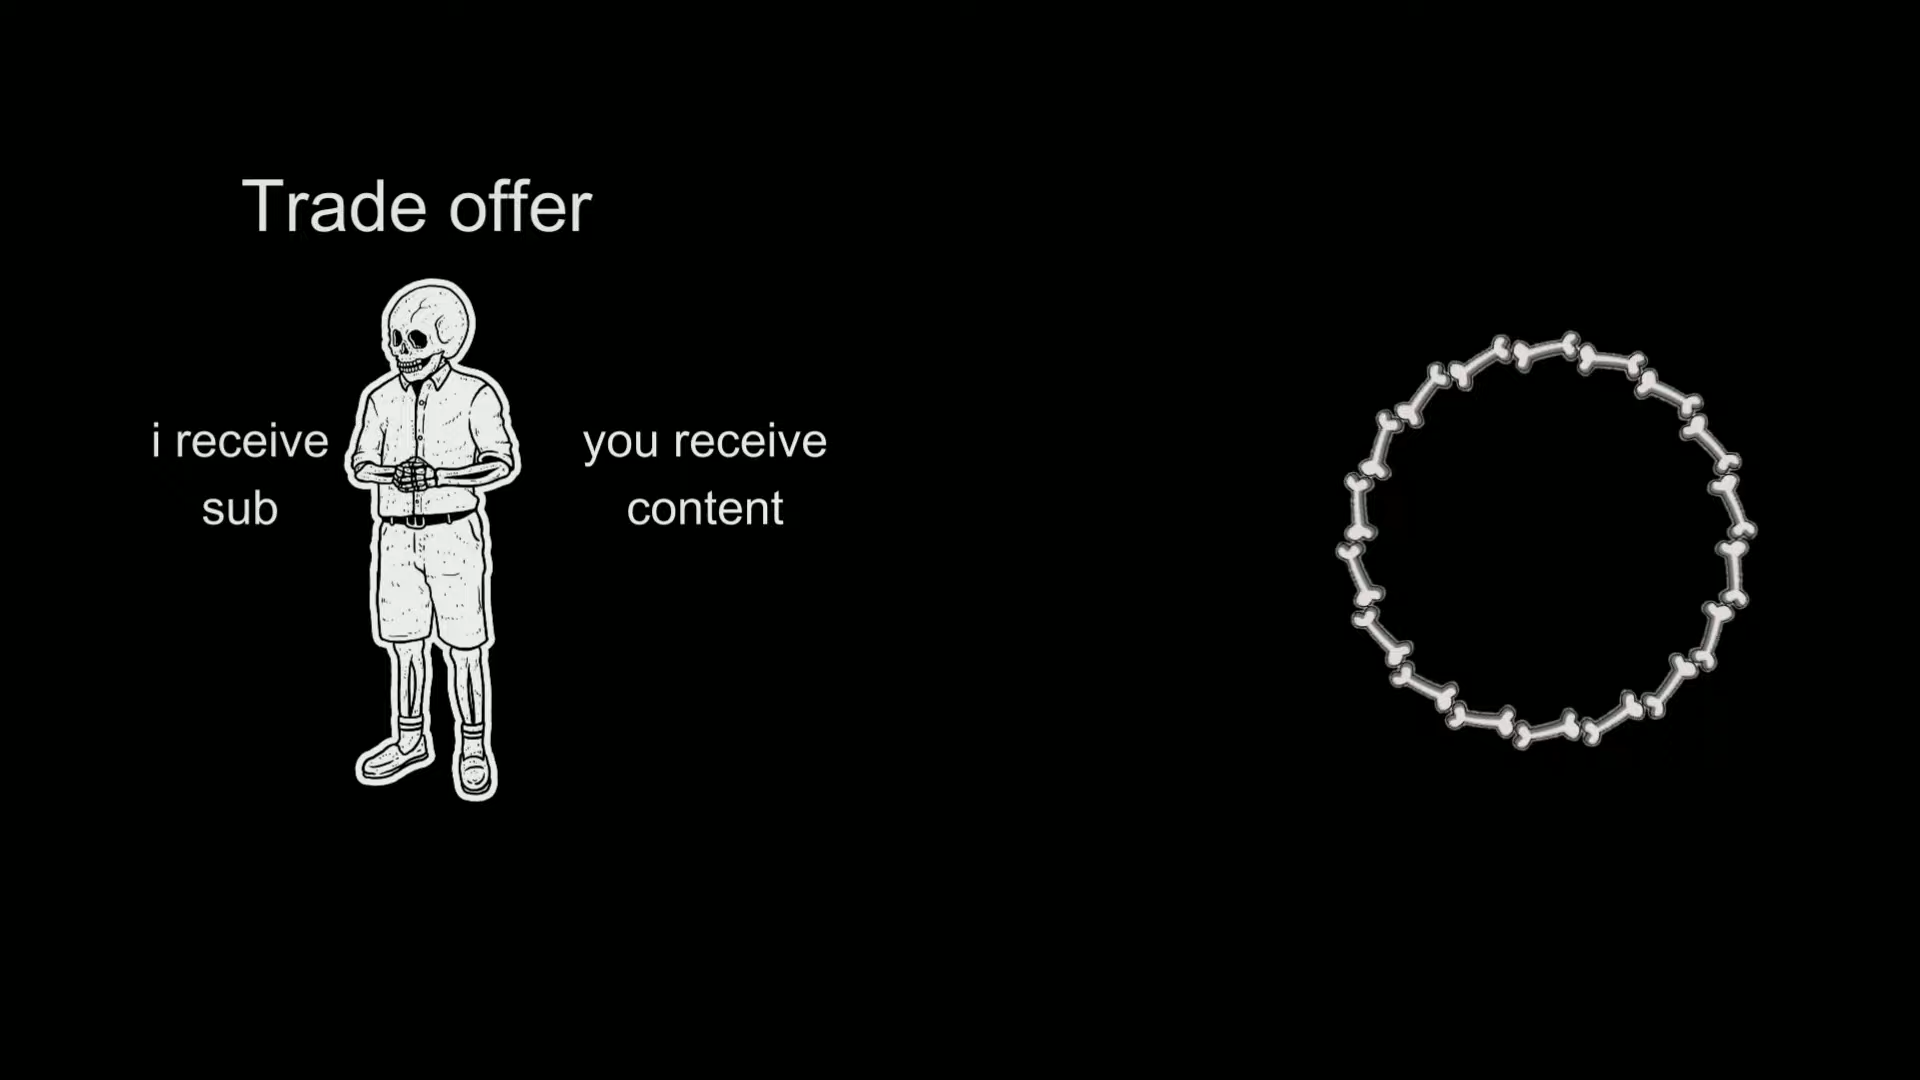 Trade offer
i receive
sub
you receive
content